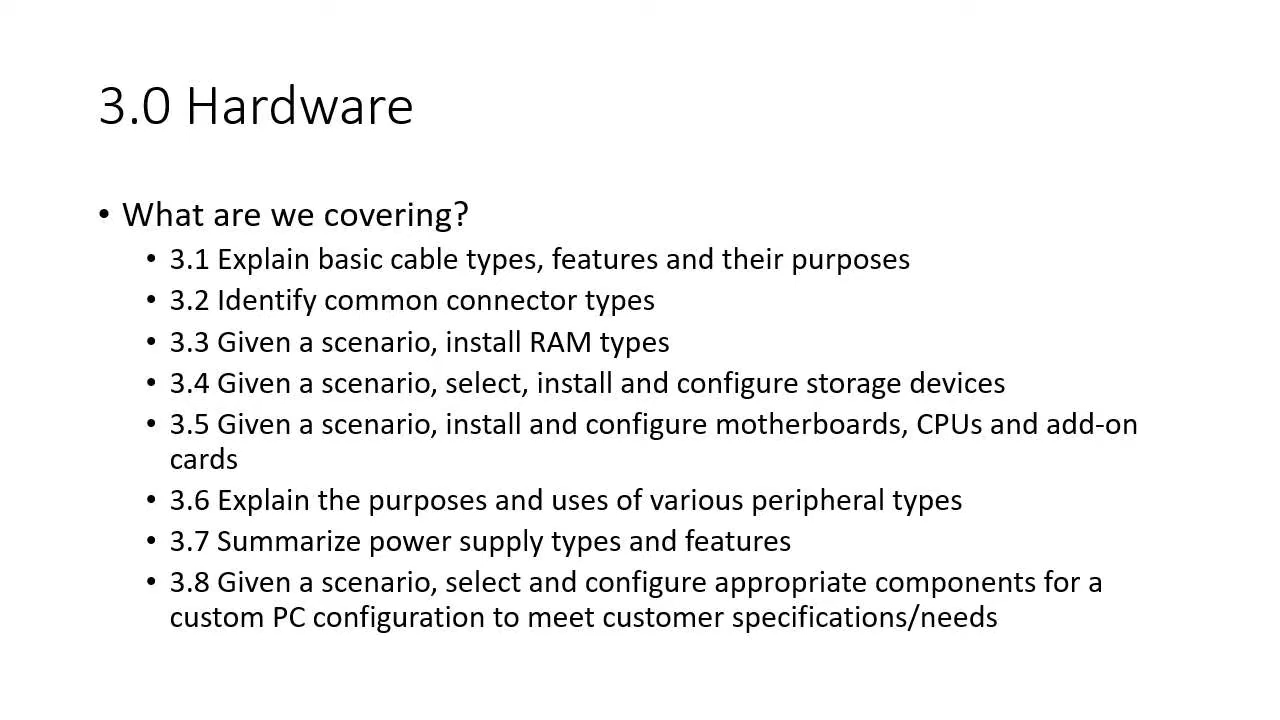 3.0 Hardware
• What are we covering?
• 3.1 Explain basic cable types, features and their purposes
• 3.2 Identify common connector types
• 3.3 Given a scenario, install RAM types
• 3.4 Given a scenario, select, install and configure storage devices
• 3.5 Given a scenario, install and configure motherboards, CPUs and add-on
cards
• 3.6 Explain the purposes and uses of various peripheral types
• 3.7 Summarize power supply types and features
• 3.8 Given a scenario, select and configure appropriate components for a
custom PC configuration to meet customer specifications/needs